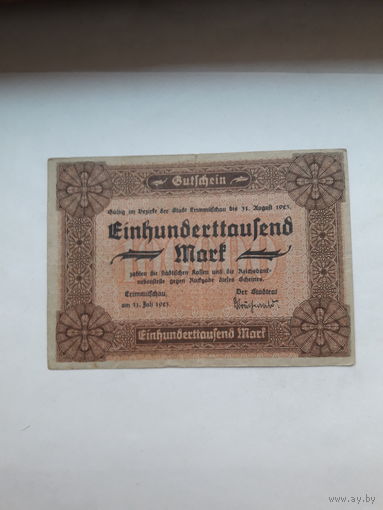 Gutschein
Gültig im Bezirke der Stadt Crimmitschau bis 31. August 1923.
Einhunderttausend
Mark
zahlen die städtischen Kassen und die Reichsbank-
nebenstelle gegen Rückgabe dieses Scheines.
Crimmitschau,
am 31. Juli 1923.
Der Stadtrat
Einhunderttausend Mark
www.ay.by